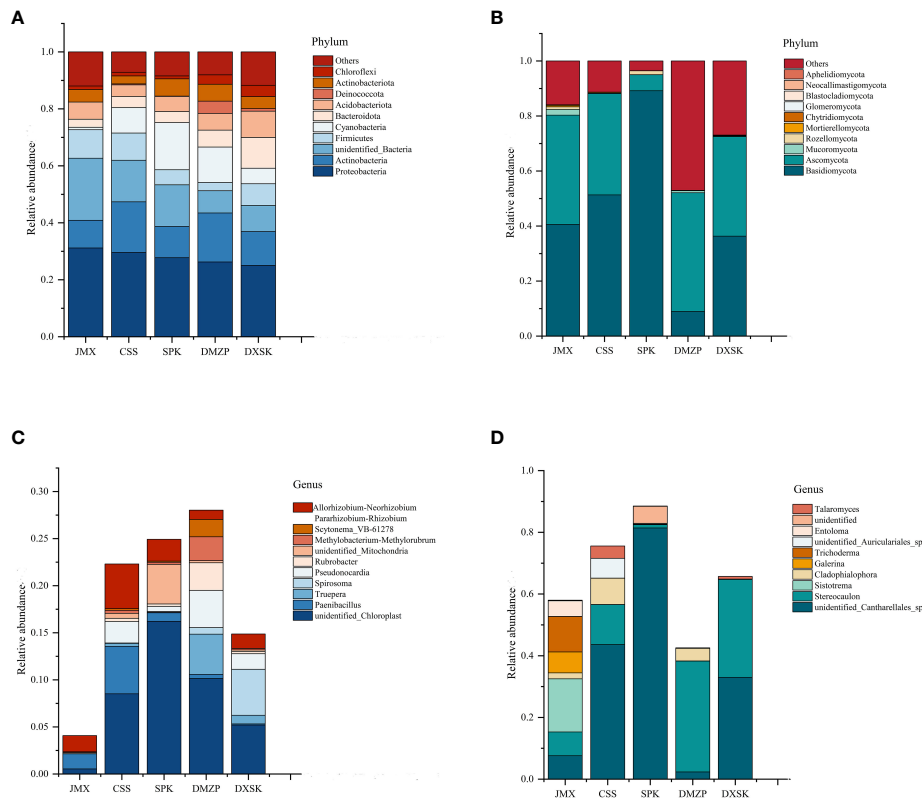 A
Phylum
Others
Chloroflexi
Actinobacteriota
Deinococcota
Acidobacteriota
Bacteroidota
Cyanobacteria
Firmicutes
unidentified_Bacteria
Actinobacteria
Proteobacteria
Relative abundance
1.0
0.8
0.6
0.4
0.2
0.0
JMX CSS SPK DMZP DXSK
B
Phylum
Others
Aphelidiomycota
Neocallimastigomycota
Blastocladiomycota
Glomeromycota
Chytridiomycota
Mortierellomycota
Rozellomycota
Mucoromycota
Ascomycota
Basidiomycota
Relative abundance
1.0
0.8
0.6
0.4
0.2
0.0
JMX CSS SPK DMZP DXSK
C
Genus
Allorhizobium-Neorhizobium
Pararhizobium-Rhizobium
Scytonema_VB-61278
Methylobacterium-Methylorubrum
unidentified_Mitochondria
Rubrobacter
Pseudonocardia
Spirosoma
Truepera
Paenibacillus
unidentified_Chloroplast
Relative abundance
0.30
0.25
0.20
0.15
0.10
0.05
0.00
JMX CSS SPK DMZP DXSK
D
Genus
Talaromyces
unidentified
Entoloma
unidentified_Auriculariales_sp
Trichoderma
Galerina
Cladophialophora
Sistotrema
Stereocaulon
unidentified_Cantharellales_sp
Relative abundance
1.0
0.8
0.6
0.4
0.2
0.0
JMX CSS SPK DMZP DXSK